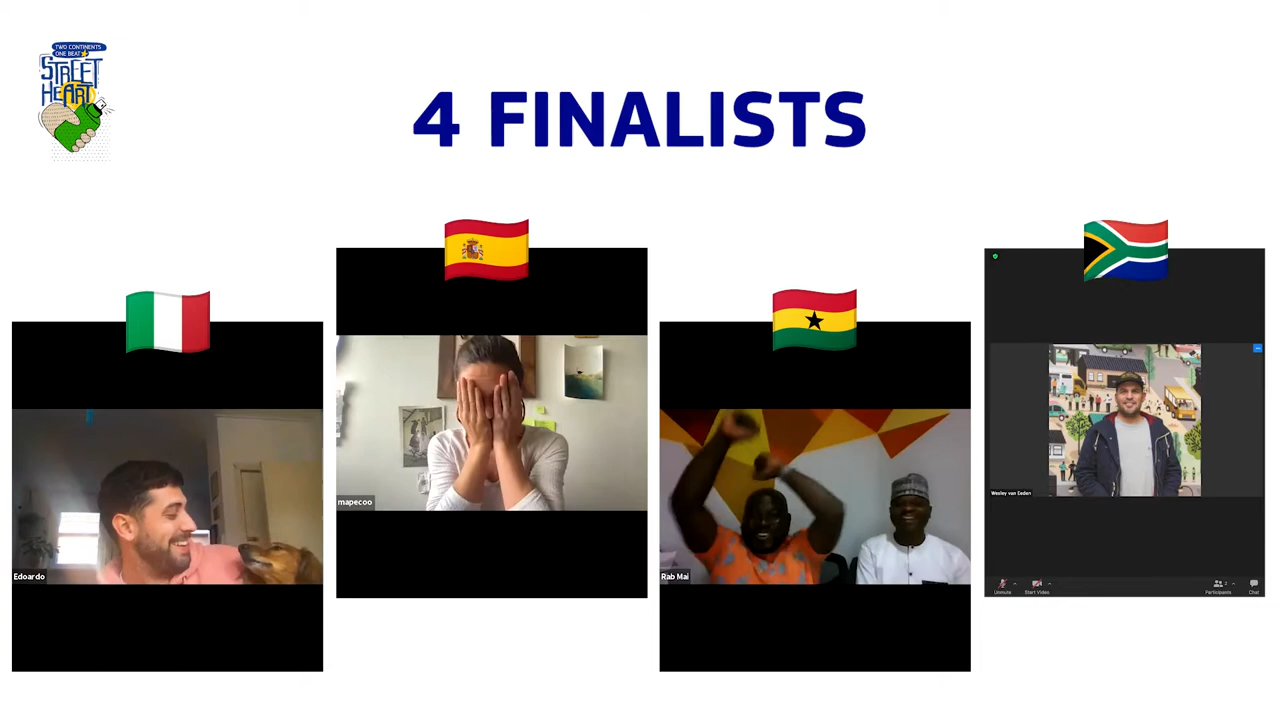 TWO CONTINENTS
ONE BEAT
STREET
HEART
4 FINALISTS
Edoardo
mapecoo
Rab Mai
Wesley van Eeden
Unmute
Start Video
Participants
2
Chat